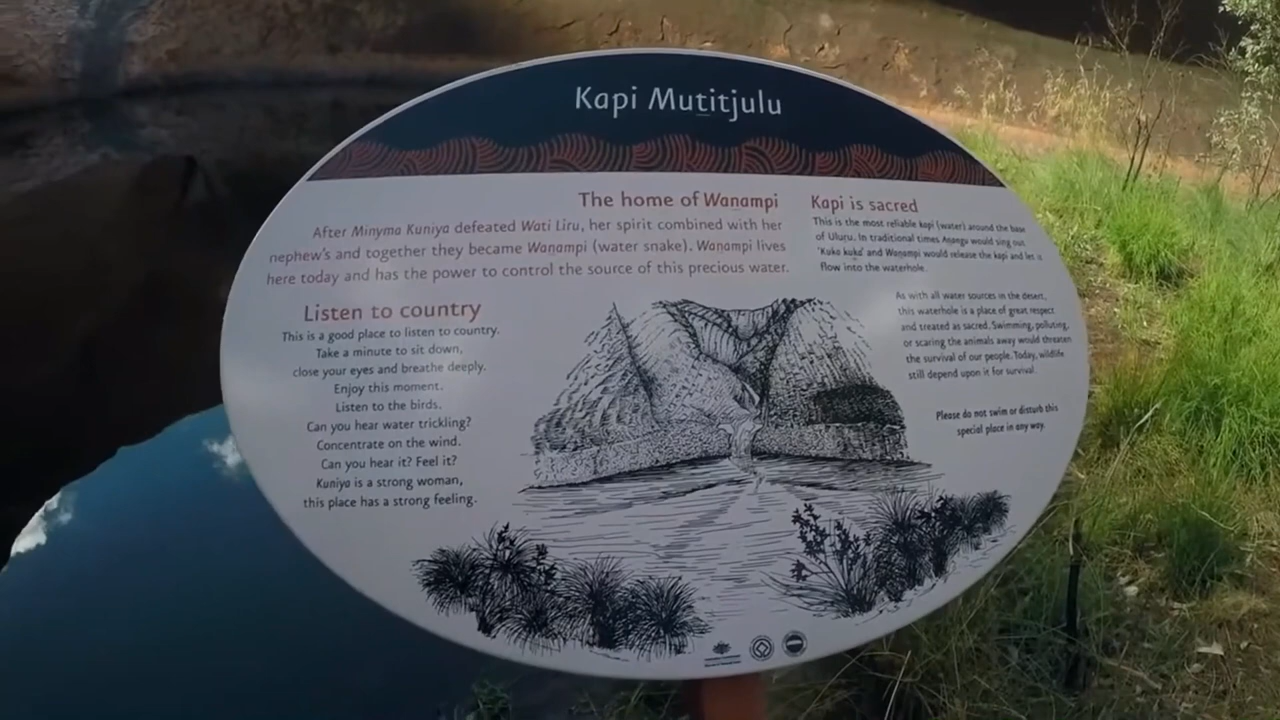 Kapi Muṯitjulu
The home of Wanampi
After Minyma Kuniya defeated Wati Liru, her spirit combined with her
nephew's and together they became Wanampi (water snake). Wanampi lives
here today and has the power to control the source of this precious water.
Listen to country
This is a good place to listen to country.
Take a minute to sit down,
close your eyes and breathe deeply.
Enjoy this moment.
Listen to the birds.
Can you hear water trickling?
Concentrate on the wind.
Can you hear it? Feel it?
Kuniya is a strong woman,
this place has a strong feeling.
Kapi is sacred
This is the most reliable kapi (water) around the base
of Uluru. In traditional times Anangu would sing out
'Kuka kuka' and Wanampi would release the kapi and let it
flow into the waterhole.
As with all water sources in the desert,
this waterhole is a place of great respect
and treated as sacred. Swimming, polluting,
or scaring the animals away would threaten
the survival of our people. Today, wildlife
still depend upon it for survival.
Please do not swim or disturb this
special place in any way.